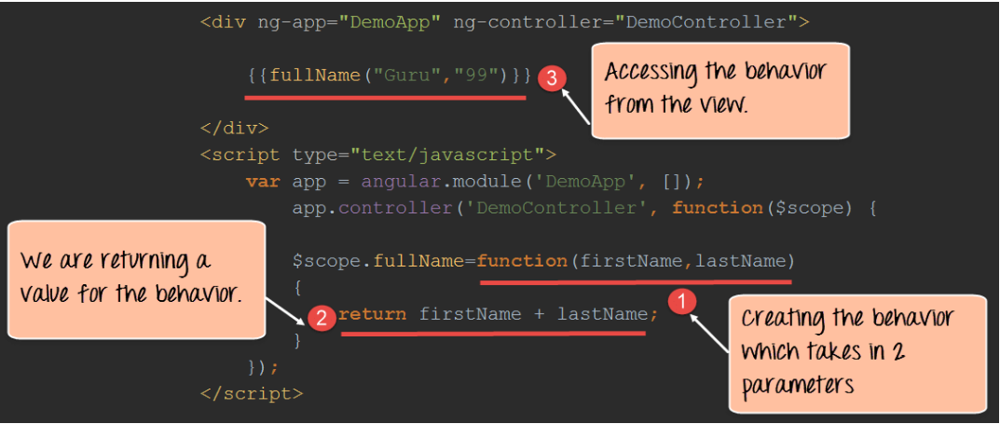 <div ng-app="DemoApp" ng-controller="DemoController">
{{fullName("Guru","99")}}
3
Accessing the behavior
from the view.
</div>
<script type="text/javascript">
var app = angular.module('DemoApp', []);
app.controller('DemoController', function($scope) {
We are returning a
value for the behavior.
$scope.fullName=function(firstName,lastName)
{
1
2
return firstName + lastName;
Creating the behavior
which takes in 2
parameters
}
});
</script>